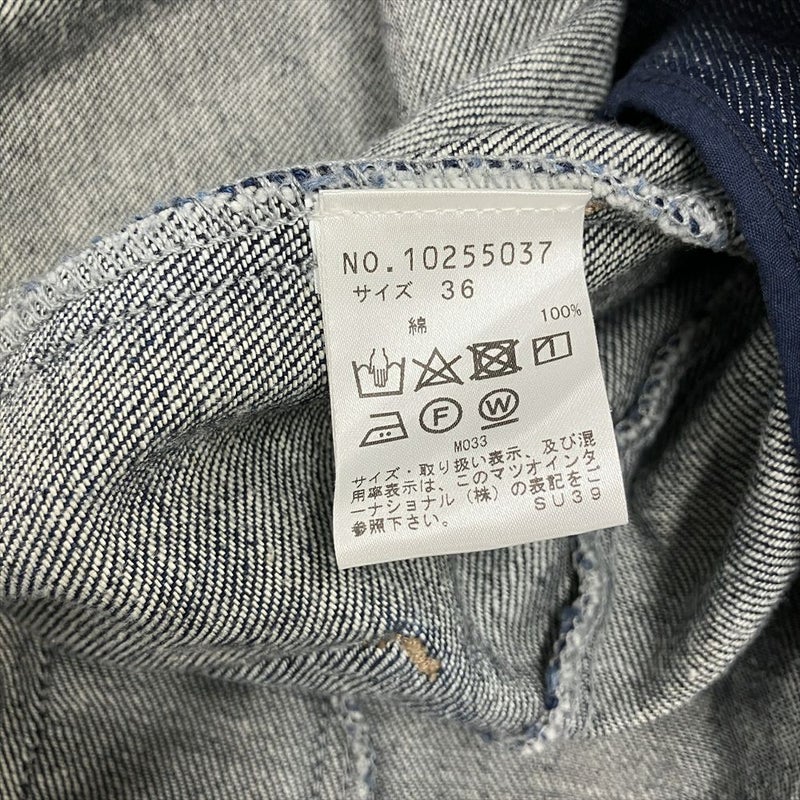 NO.10255037
サイズ 36
綿 100%
F W
M033
サイズ・取り扱い表示、及び混
用率表示は、このマツオインタ
ーナショナル(株)の表記をご
参照下さい。 SU39